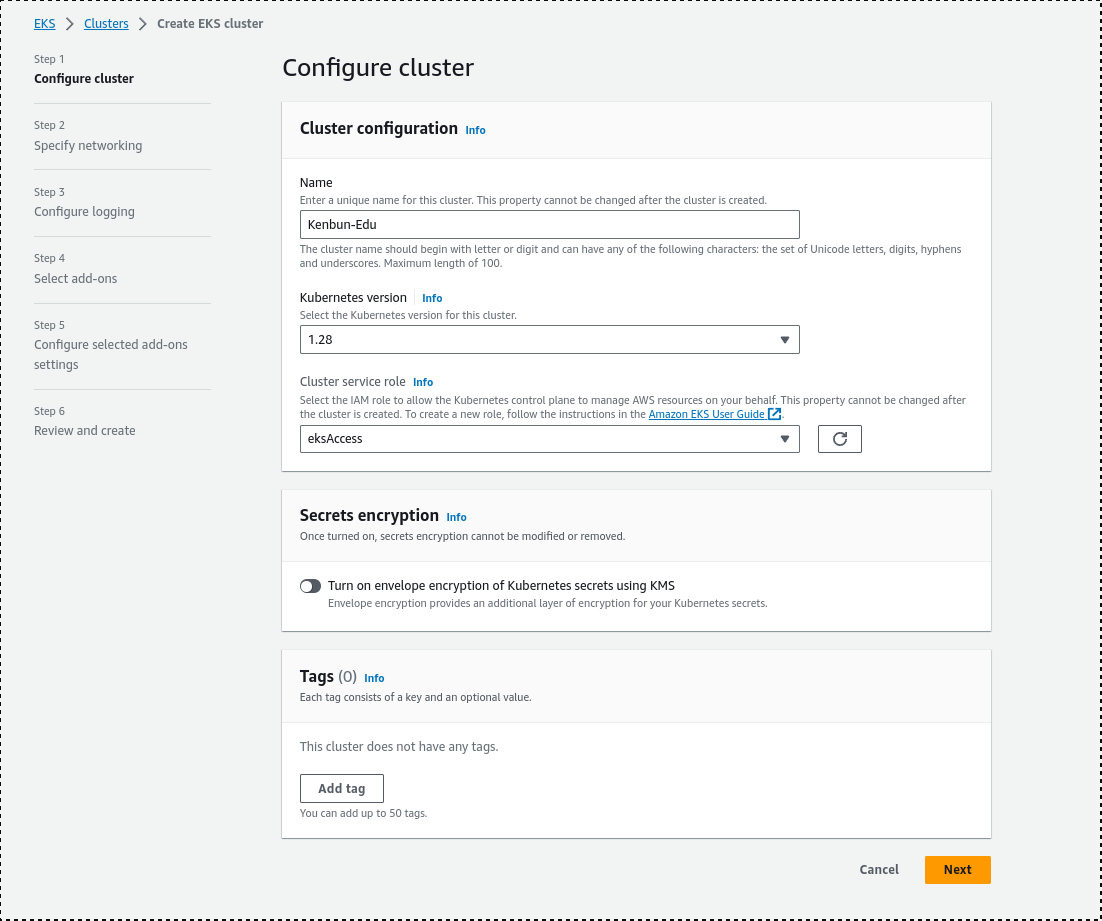 EKS > Clusters > Create EKS cluster
Step 1
Configure cluster
Step 2
Specify networking
Step 3
Configure logging
Step 4
Select add-ons
Step 5
Configure selected add-ons
settings
Step 6
Review and create
Configure cluster
Cluster configuration Info
Name
Enter a unique name for this cluster. This property cannot be changed after the cluster is created.
Kenbun-Edu
The cluster name should begin with letter or digit and can have any of the following characters: the set of Unicode letters, digits, hyphens
and underscores. Maximum length of 100.
Kubernetes version Info
Select the Kubernetes version for this cluster.
1.28
Cluster service role Info
Select the IAM role to allow the Kubernetes control plane to manage AWS resources on your behalf. This property cannot be changed after
the cluster is created. To create a new role, follow the instructions in the Amazon EKS User Guide.
eksAccess
Secrets encryption Info
Once turned on, secrets encryption cannot be modified or removed.
Turn on envelope encryption of Kubernetes secrets using KMS
Envelope encryption provides an additional layer of encryption for your Kubernetes secrets.
Tags (0) Info
Each tag consists of a key and an optional value.
This cluster does not have any tags.
Add tag
You can add up to 50 tags.
Cancel Next